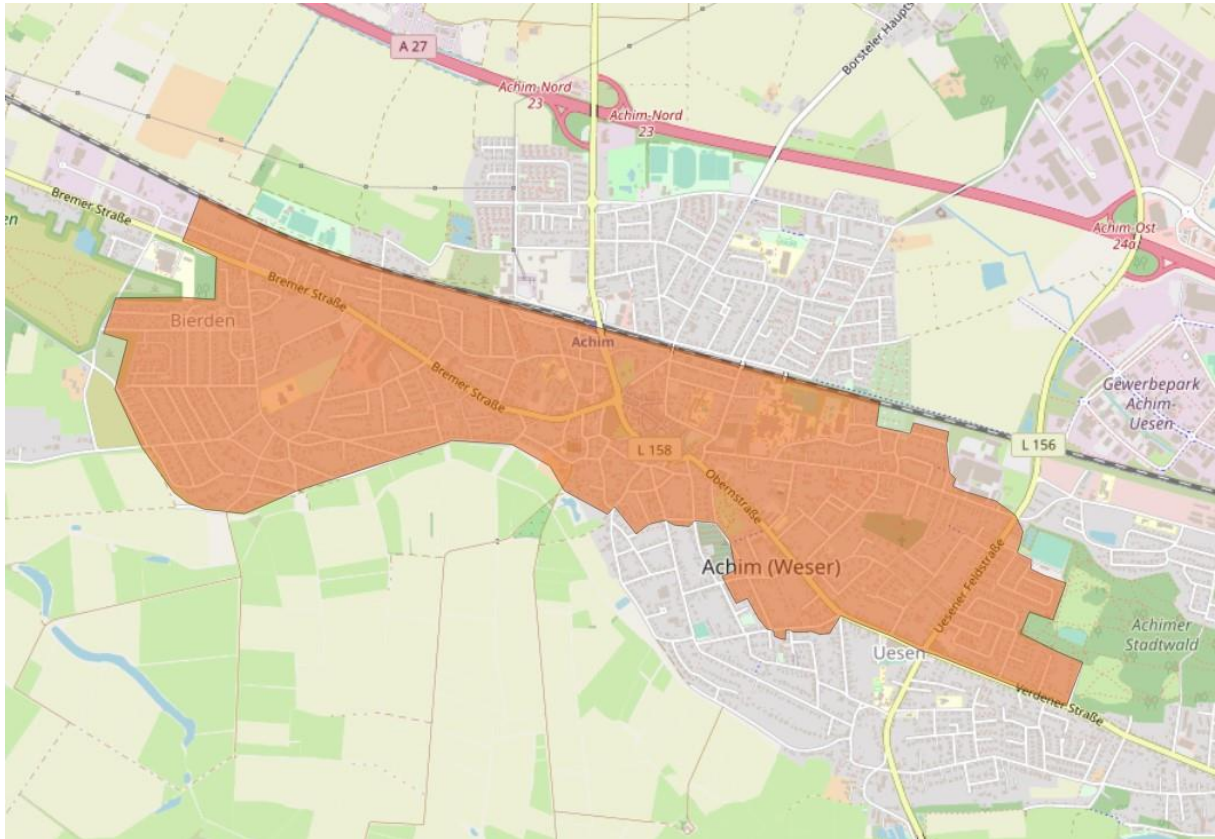 A 27
Borsteler Haupts
Achim-Nord
23
Achim-Nord
23
Bremer Straße
en
Achim-Ost
24a
Bremer Straße
Bierden
Achim
Bremer Straße
Gewerbepark
Achim-
Uesen
L 156
L 158
Obernstraße
Achim (Weser)
Uesener Feldstraße
Achimer
Stadtwald
Uesen
Verdener Straße